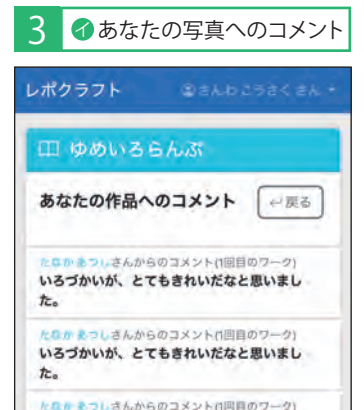 3 イ あなたの写真へのコメント
レポクラフト さんわ こうさく さん
ゆめいろらんぷ
あなたの作品へのコメント 戻る
たなか あつしさんからのコメント(1回目のワーク)
いろづかいが、とてもきれいだなと思いまし
た。
たなか あつしさんからのコメント(1回目のワーク)
いろづかいが、とてもきれいだなと思いまし
た。
たなか あつしさんからのコメント(1回目のワーク)